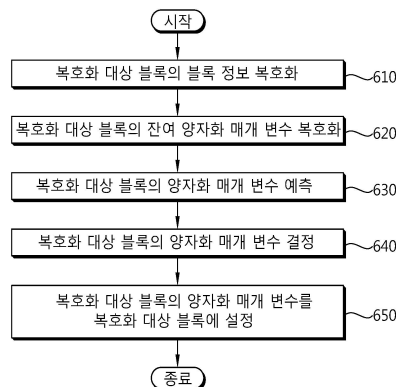 시작
복호화 대상 블록의 블록 정보 복호화
610
복호화 대상 블록의 잔여 양자화 매개 변수 복호화
620
복호화 대상 블록의 양자화 매개 변수 예측
630
복호화 대상 블록의 양자화 매개 변수 결정
640
복호화 대상 블록의 양자화 매개 변수를
복호화 대상 블록에 설정
650
종료